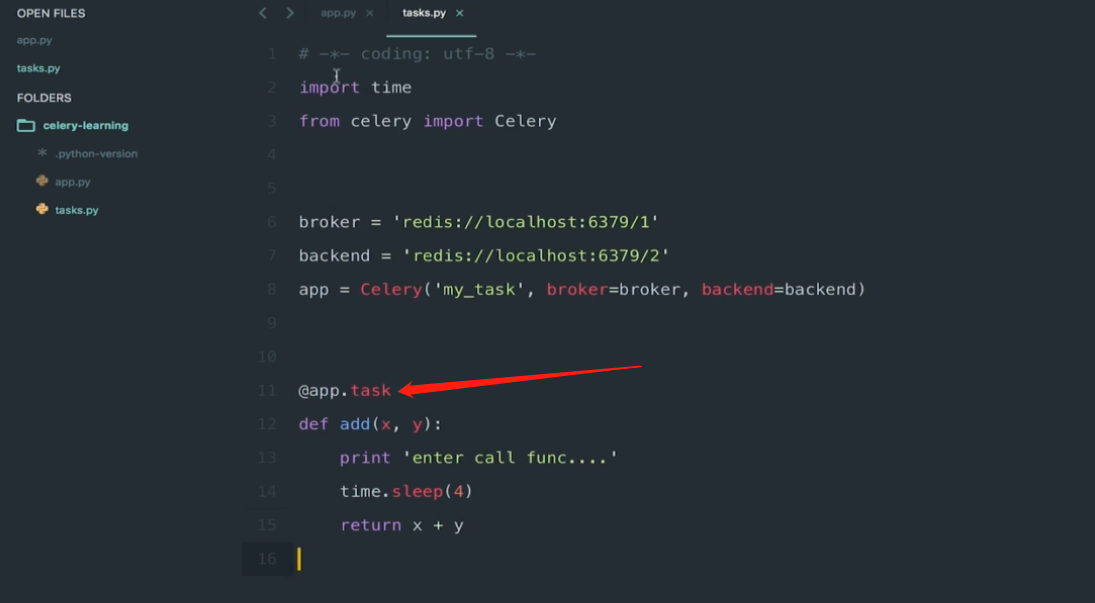 OPEN FILES
app.py
tasks.py
FOLDERS
celery-learning
.python-version
app.py
tasks.py
app.py × tasks.py ×
1 # -*- coding: utf-8 -*-
2 import time
3 from celery import Celery
4
5
6 broker = 'redis://localhost:6379/1'
7 backend = 'redis://localhost:6379/2'
8 app = Celery('my_task', broker=broker, backend=backend)
9
10
11 @app.task
12 def add(x, y):
13     print 'enter call func....'
14     time.sleep(4)
15     return x + y
16